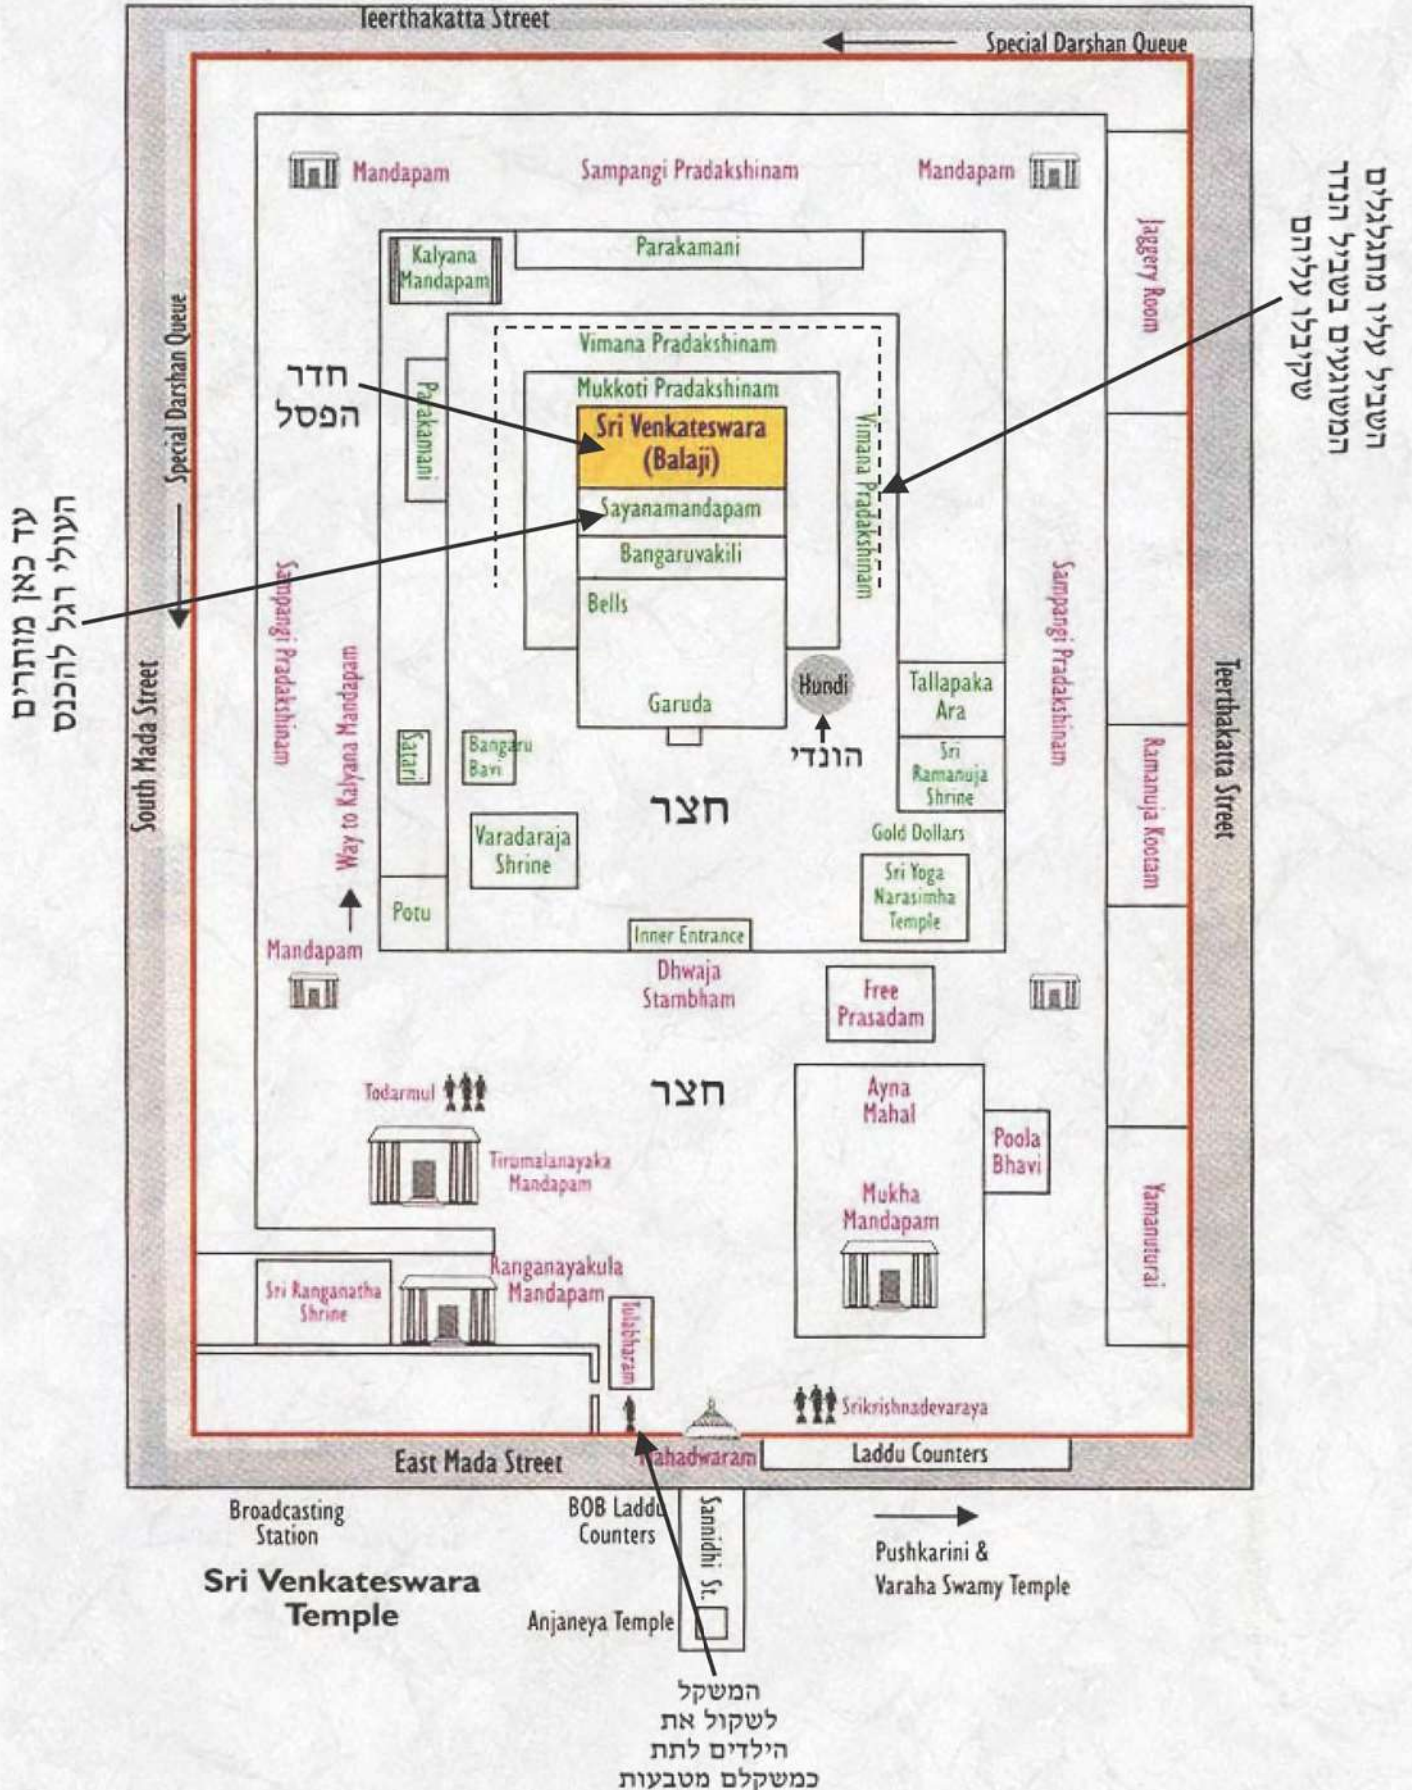 Teerthakatta Street
Special Darshan Queue
Mandapam
Sampangi Pradakshinam
Mandapam
Jaggery Room
השביל עליו מתגלגלים
המשוגעים בשביל הנדר
שקיבלו עליהם
Kalyana
Mandapam
Parakamani
Special Darshan Queue
Vimana Pradakshinam
חדר
הפסל
Parakamani
Mukkoti Pradakshinam
Sri Venkateswara
(Balaji)
Vimana Pradakshinam
Sayanamandapam
Bangaruvakili
עד כאן מותרים
העולי רגל להכנס
Sampangi Pradakshinam
Sampangi Pradakshinam
Bells
South Mada Street
Way to Kalyana Mandapam
Hundi
Garuda
Tallapaka
Ara
Teerthakatta Street
הונדי
Satari
Bangaru
Bavi
Sri
Ramanuja
Shrine
Ramanuja Kootam
חצר
Varadaraja
Shrine
Gold Dollars
Sri Yoga
Narasimha
Temple
Potu
Inner Entrance
Mandapam
Dhwaja
Stambham
Free
Prasadam
Todarmul
חצר
Ayna
Mahal
Poola
Bhavi
Tirumalanayaka
Mandapam
Mukha
Mandapam
Yamanuturai
Sri Ranganatha
Shrine
Ranganayakula
Mandapam
Tulabharam
Srikrishnadevaraya
East Mada Street
Mahadwaram
Laddu Counters
Broadcasting
Station
BOB Laddu
Counters
Sannidhi St.
Pushkarini &
Varaha Swamy Temple
Sri Venkateswara
Temple
Anjaneya Temple
המשקל
לשקול את
הילדים לתת
כמשקלם מטבעות